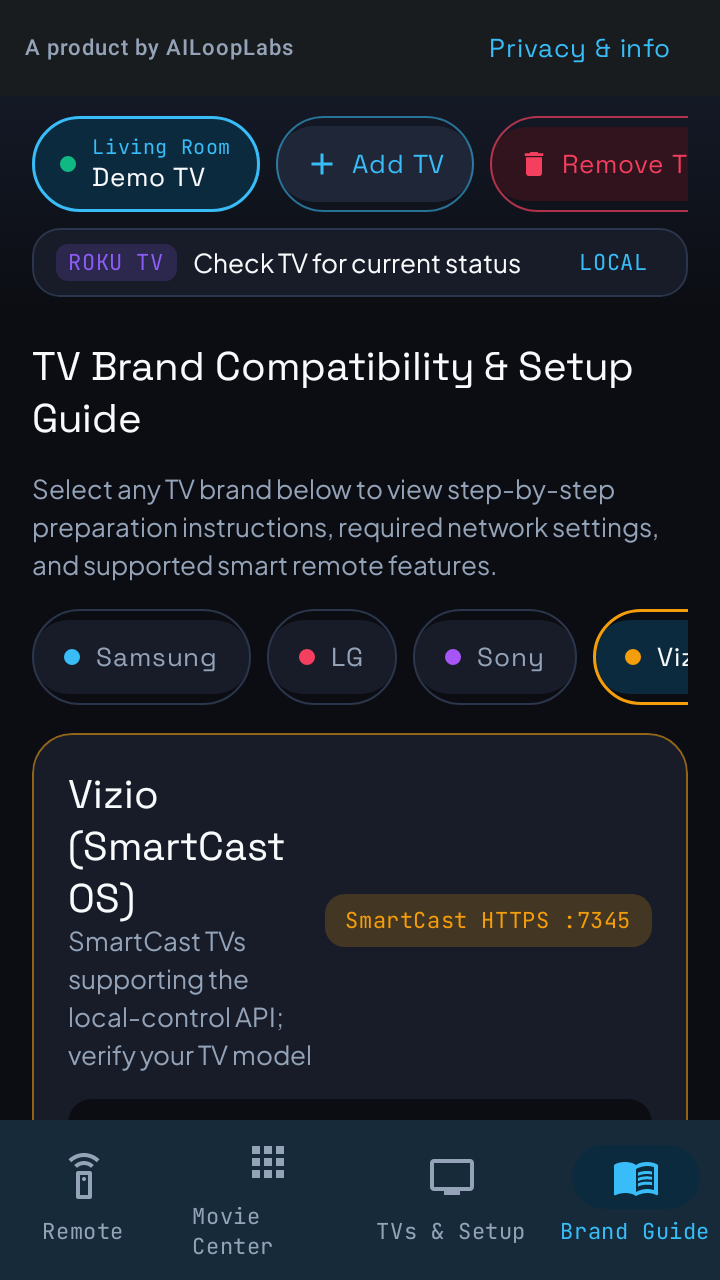 A product by AILoopLabs
Privacy & info
Living Room
Demo TV
Add TV
Remove T
ROKU TV
Check TV for current status
LOCAL
TV Brand Compatibility & Setup
Guide
Select any TV brand below to view step-by-step
preparation instructions, required network settings,
and supported smart remote features.
Samsung
LG
Sony
Viz
Vizio
(SmartCast
OS)
SmartCast TVs
supporting the
local-control API;
verify your TV model
SmartCast HTTPS :7345
Remote
Movie
Center
TVs & Setup
Brand Guide